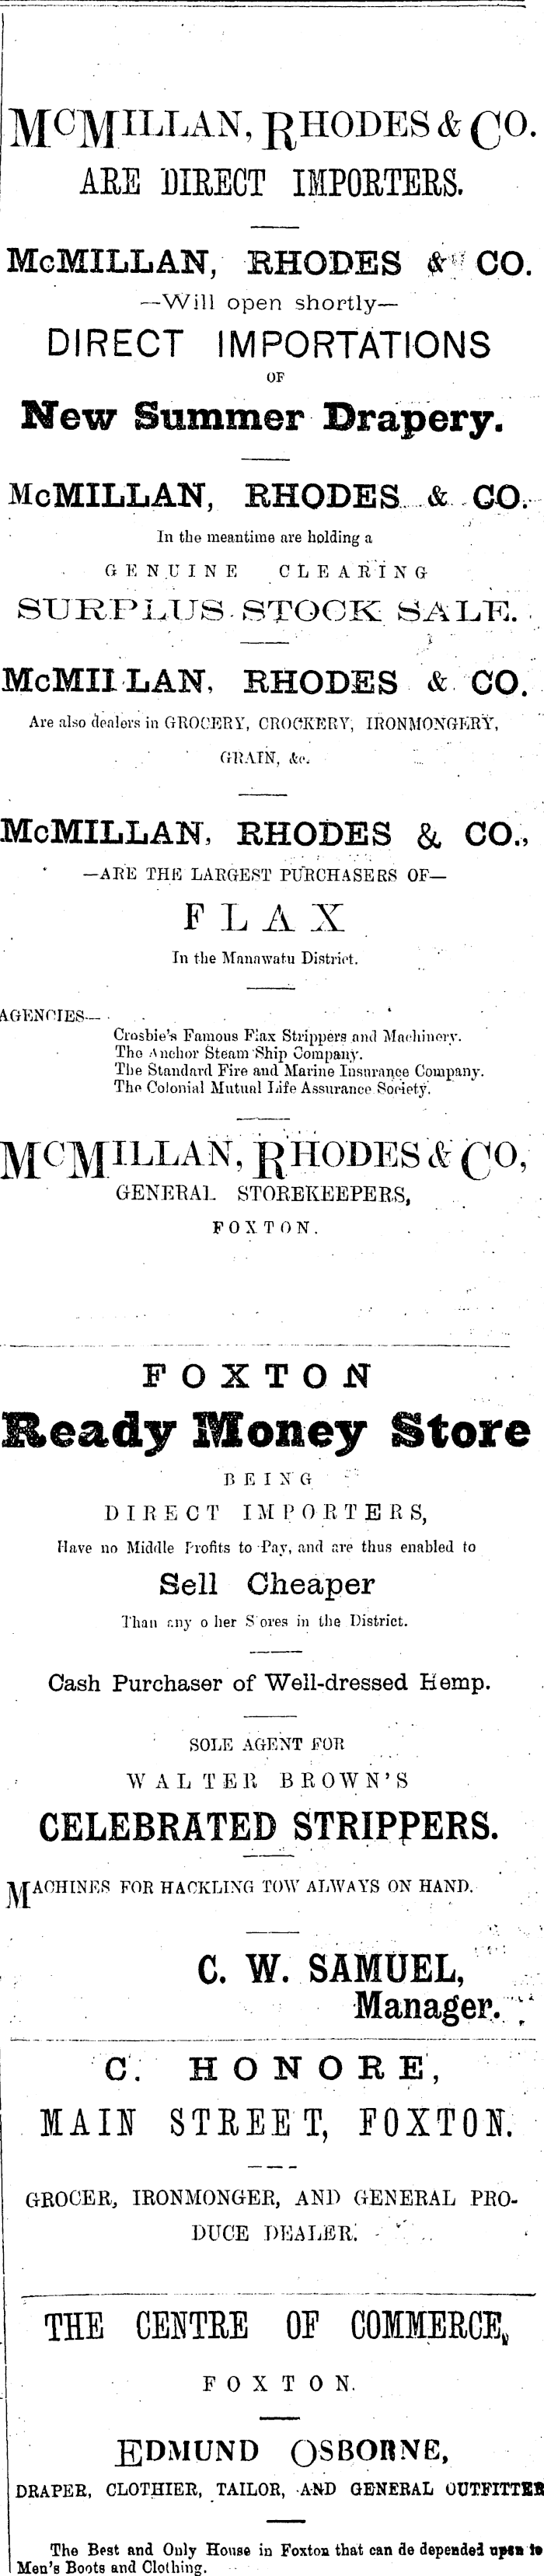 McMILLAN, RHODES & CO.
ARE DIRECT IMPORTERS.
McMILLAN, RHODES & CO.
—Will open shortly—
DIRECT IMPORTATIONS
OF
New Summer Drapery.
McMILLAN, RHODES & CO.
In the meantime are holding a
GENUINE CLEARING
SURPLUS STOCK SALE.
McMILLAN, RHODES & CO.
Are also dealers in GROCERY, CROCKERY, IRONMONGERY,
GRAIN, &c.
McMILLAN, RHODES & CO.,
—ARE THE LARGEST PURCHASERS OF—
FLAX
In the Manawatu District.
AGENCIES—
Crosbie's Famous Flax Strippers and Machinery.
The Anchor Steam Ship Company.
The Standard Fire and Marine Insurance Company.
The Colonial Mutual Life Assurance Society.
McMILLAN, RHODES & CO,
GENERAL STOREKEEPERS,
FOXTON.
FOXTON
Ready Money Store
BEING
DIRECT IMPORTERS,
Have no Middle Profits to Pay, and are thus enabled to
Sell Cheaper
Than any o her S ores in the District.
Cash Purchaser of Well-dressed Hemp.
SOLE AGENT FOR
WALTER BROWN'S
CELEBRATED STRIPPERS.
MACHINES FOR HACKLING TOW ALWAYS ON HAND.
C. W. SAMUEL,
Manager.
C. HONORE,
MAIN STREET, FOXTON.
GROCER, IRONMONGER, AND GENERAL PRO-
DUCE DEALER.
THE CENTRE OF COMMERCE,
FOXTON.
EDMUND OSBORNE,
DRAPER, CLOTHIER, TAILOR, AND GENERAL OUTFITTER
The Best and Only House in Foxton that can de depended upon to
Men's Boots and Clothing.